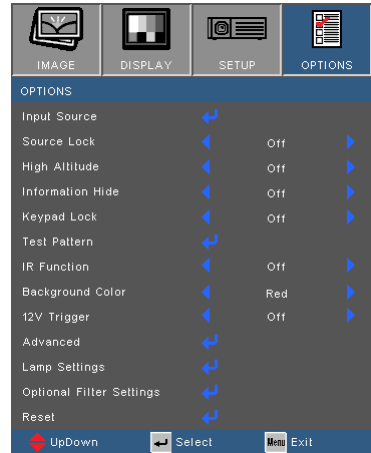 IMAGE DISPLAY SETUP OPTIONS
OPTIONS
Input Source
Source Lock Off
High Altitude Off
Information Hide Off
Keypad Lock Off
Test Pattern
IR Function Off
Background Color Red
12V Trigger Off
Advanced
Lamp Settings
Optional Filter Settings
Reset
UpDown Select Menu Exit